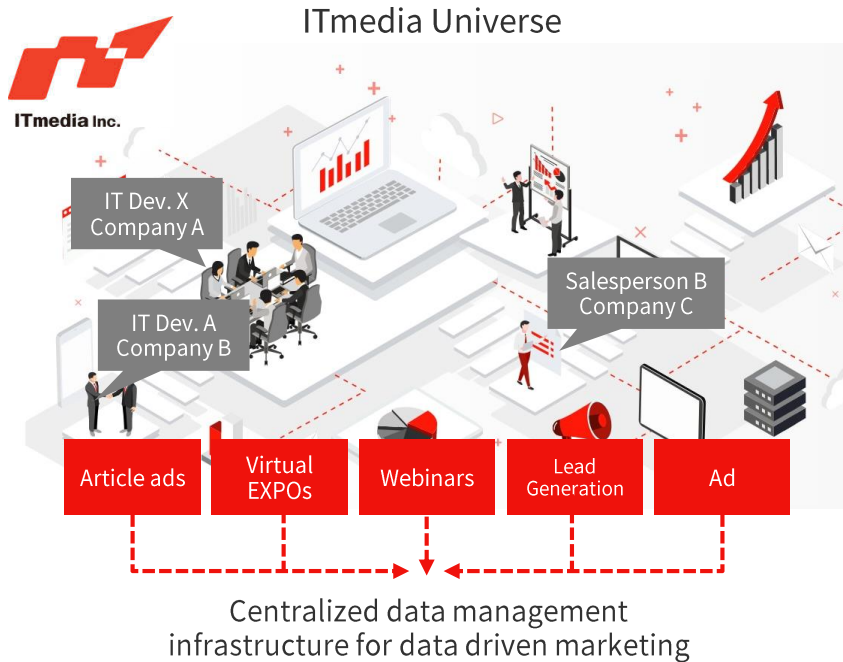 ITmedia Universe
ITmedia Inc.
IT Dev. X
Company A
Salesperson B
Company C
IT Dev. A
Company B
Article ads
Virtual
EXPOs
Webinars
Lead
Generation
Ad
Centralized data management
infrastructure for data driven marketing